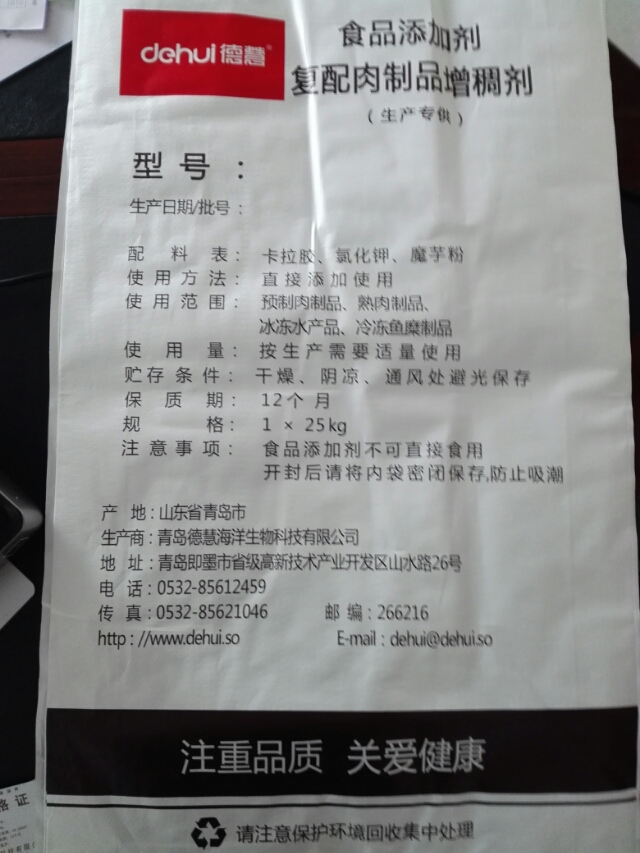 dehui德慧®
食品添加剂
复配肉制品增稠剂
（生产专供）
型号：
生产日期/批号：
配料表：卡拉胶、氯化钾、魔芋粉
使用方法：直接添加使用
使用范围：预制肉制品、熟肉制品、
冰冻水产品、冷冻鱼糜制品
使用量：按生产需要适量使用
贮存条件：干燥、阴凉、通风处避光保存
保质期：12个月
规格：1 × 25kg
注意事项：食品添加剂不可直接食用
开封后请将内袋密闭保存,防止吸潮
产地：山东省青岛市
生产商：青岛德慧海洋生物科技有限公司
地址：青岛即墨市省级高新技术产业开发区山水路26号
电话：0532-85612459
传真：0532-85621046 邮编：266216
http：//www.dehui.so E-mail：dehui@dehui.so
注重品质 关爱健康
请注意保护环境回收集中处理
格证